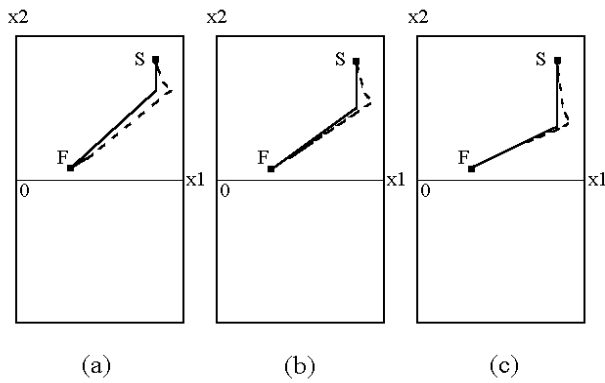 x2 x2 x2
S S S
F F F
0 x1 0 x1 0 x1
(a) (b) (c)